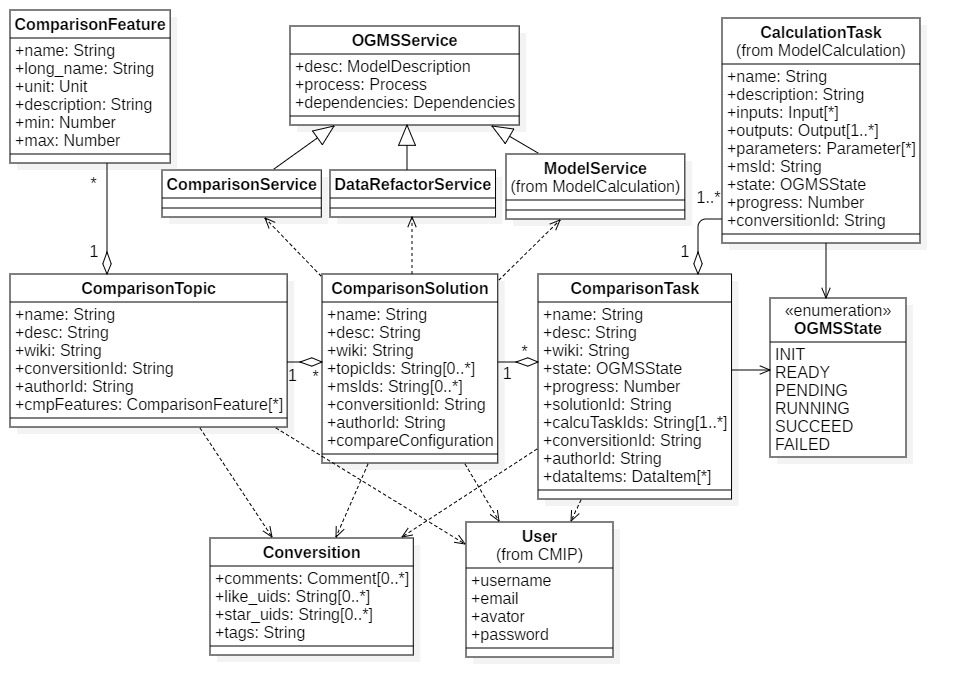 ComparisonFeature
+name: String
+long_name: String
+unit: Unit
+description: String
+min: Number
+max: Number
OGMSService
+desc: ModelDescription
+process: Process
+dependencies: Dependencies
CalculationTask
(from ModelCalculation)
+name: String
+description: String
+inputs: Input[*]
+outputs: Output[1..*]
+parameters: Parameter[*]
+msId: String
+state: OGMSState
+progress: Number
+conversitionId: String
ComparisonService
DataRefactorService
ModelService
(from ModelCalculation)
*
1
1..*
1
ComparisonTopic
+name: String
+desc: String
+wiki: String
+conversitionId: String
+authorId: String
+cmpFeatures: ComparisonFeature[*]
1
*
ComparisonSolution
+name: String
+desc: String
+wiki: String
+topicIds: String[0..*]
+msIds: String[0..*]
+conversitionId: String
+authorId: String
+compareConfiguration
*
1
ComparisonTask
+name: String
+desc: String
+wiki: String
+state: OGMSState
+progress: Number
+solutionId: String
+calcuTaskIds: String[1..*]
+conversitionId: String
+authorId: String
+dataItems: DataItem[*]
«enumeration»
OGMSState
INIT
READY
PENDING
RUNNING
SUCCEED
FAILED
Conversition
+comments: Comment[0..*]
+like_uids: String[0..*]
+star_uids: String[0..*]
+tags: String
User
(from CMIP)
+username
+email
+avator
+password